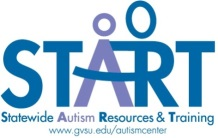 START
Statewide Autism Resources & Training
www.gvsu.edu/autismcenter